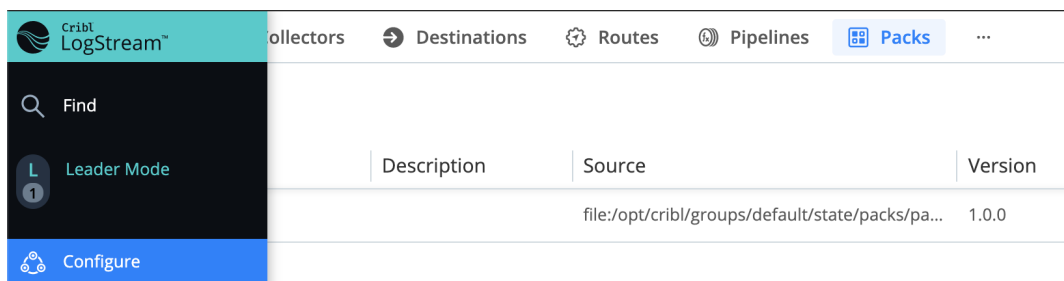 Cribl
LogStream™
ollectors
Destinations
Routes
Pipelines
Packs
...
Find
L
Leader Mode
1
Description
Source
Version
file:/opt/cribl/groups/default/state/packs/pa...
1.0.0
Configure